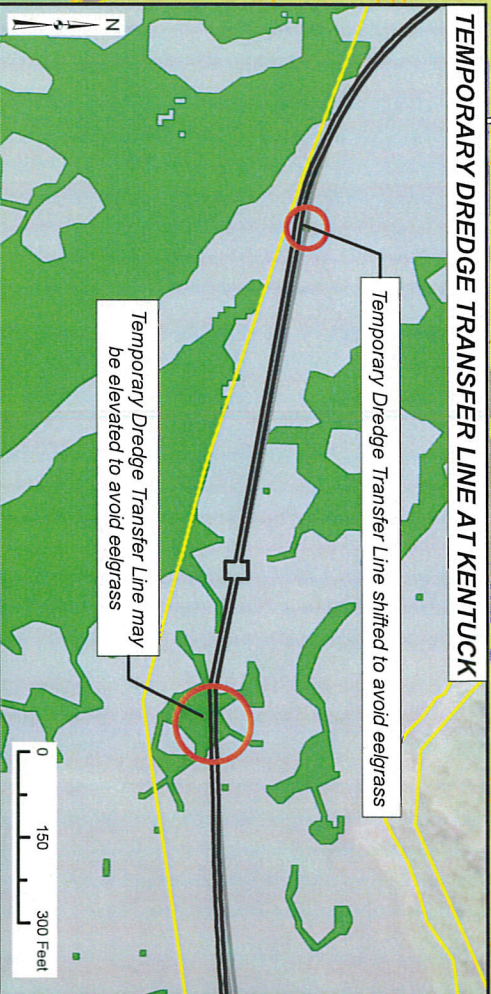 TEMPORARY DREDGE TRANSFER LINE AT KENTUCK
Temporary Dredge Transfer Line shifted to avoid eelgrass
Temporary Dredge Transfer Line may
be elevated to avoid eelgrass
N
0 150 300 Feet